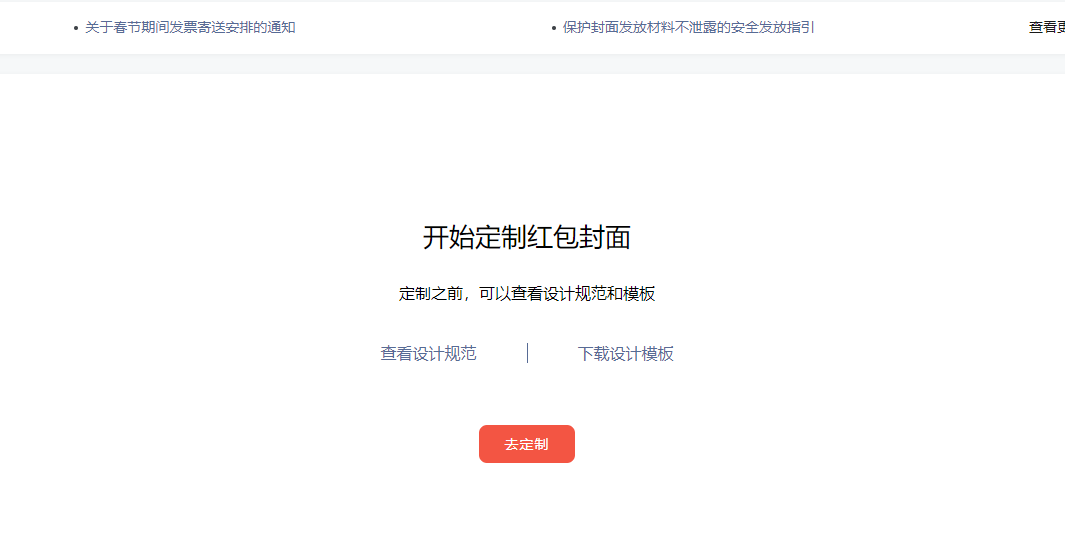 • 关于春节期间发票寄送安排的通知
• 保护封面发放材料不泄露的安全发放指引
查看更
开始定制红包封面
定制之前，可以查看设计规范和模板
查看设计规范
下载设计模板
去定制